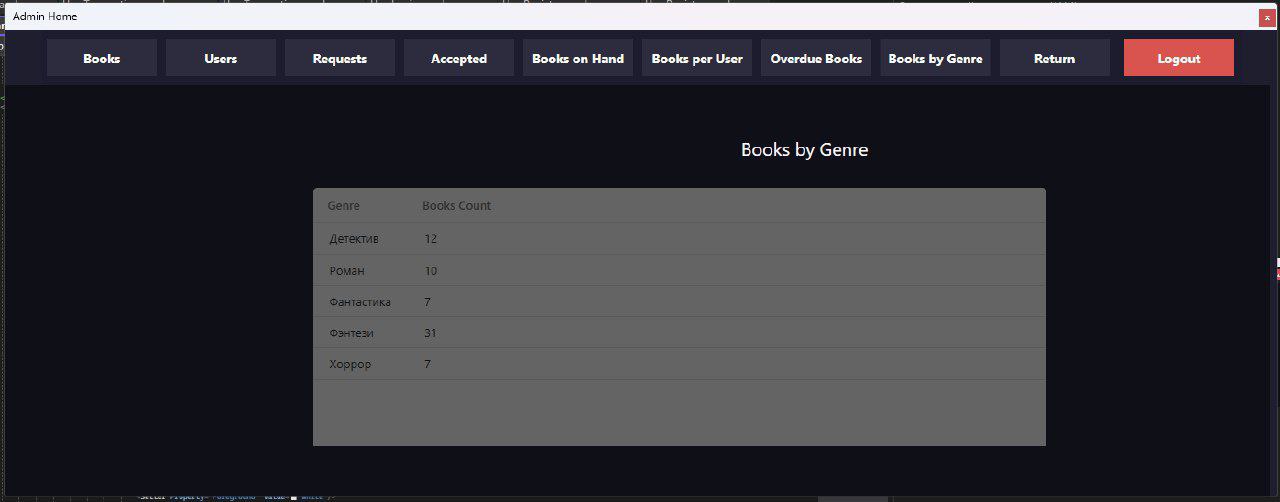 Admin Home
Books Users Requests Accepted Books on Hand Books per User Overdue Books Books by Genre Return Logout
Books by Genre
Genre Books Count
Детектив 12
Роман 10
Фантастика 7
Фэнтези 31
Хоррор 7